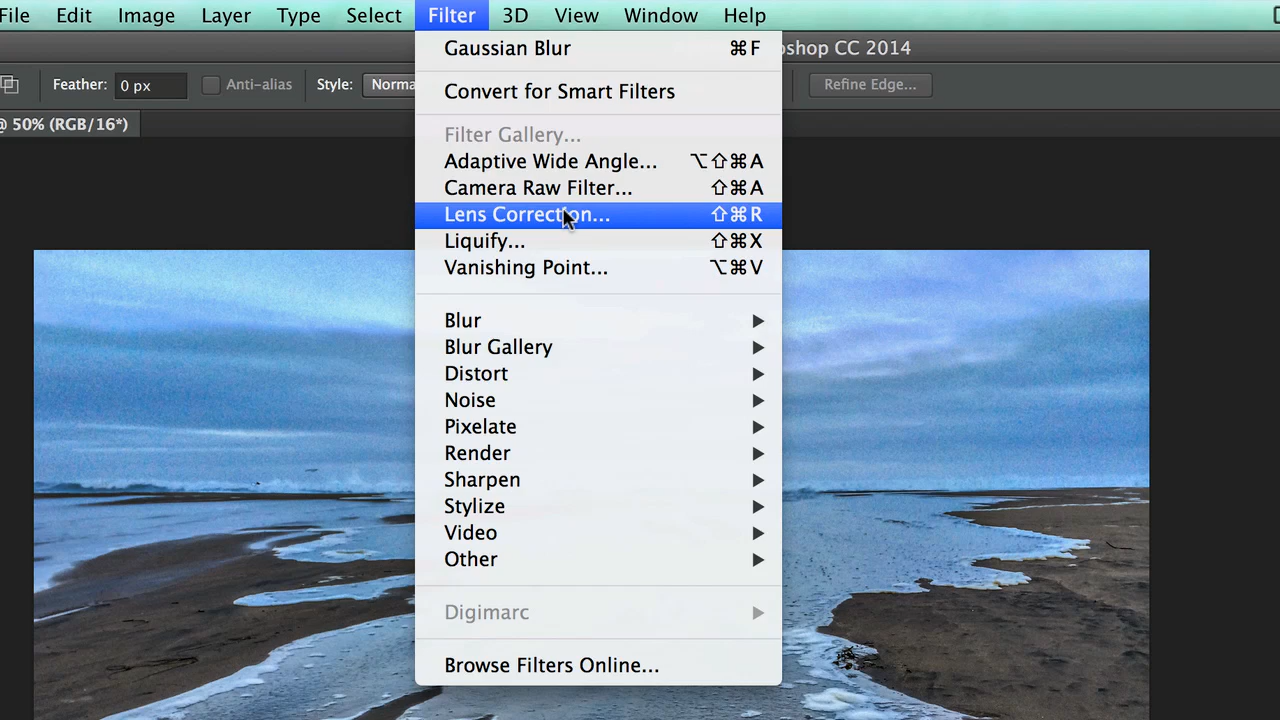 File Edit Image Layer Type Select Filter 3D View Window Help
shop CC 2014
Feather: 0 px Anti-alias Style: Norma Refine Edge...
@ 50% (RGB/16*)
Gaussian Blur ⌘F
Convert for Smart Filters
Filter Gallery...
Adaptive Wide Angle... ⌥⇧⌘A
Camera Raw Filter... ⇧⌘A
Lens Correction... ⇧⌘R
Liquify... ⇧⌘X
Vanishing Point... ⌥⌘V
Blur
Blur Gallery
Distort
Noise
Pixelate
Render
Sharpen
Stylize
Video
Other
Digimarc
Browse Filters Online...